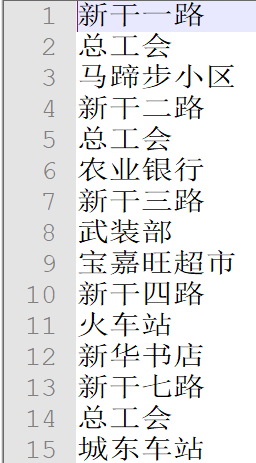 1 新干一路
2 总工会
3 马蹄步小区
4 新干二路
5 总工会
6 农业银行
7 新干三路
8 武装部
9 宝嘉旺超市
10 新干四路
11 火车站
12 新华书店
13 新干七路
14 总工会
15 城东车站